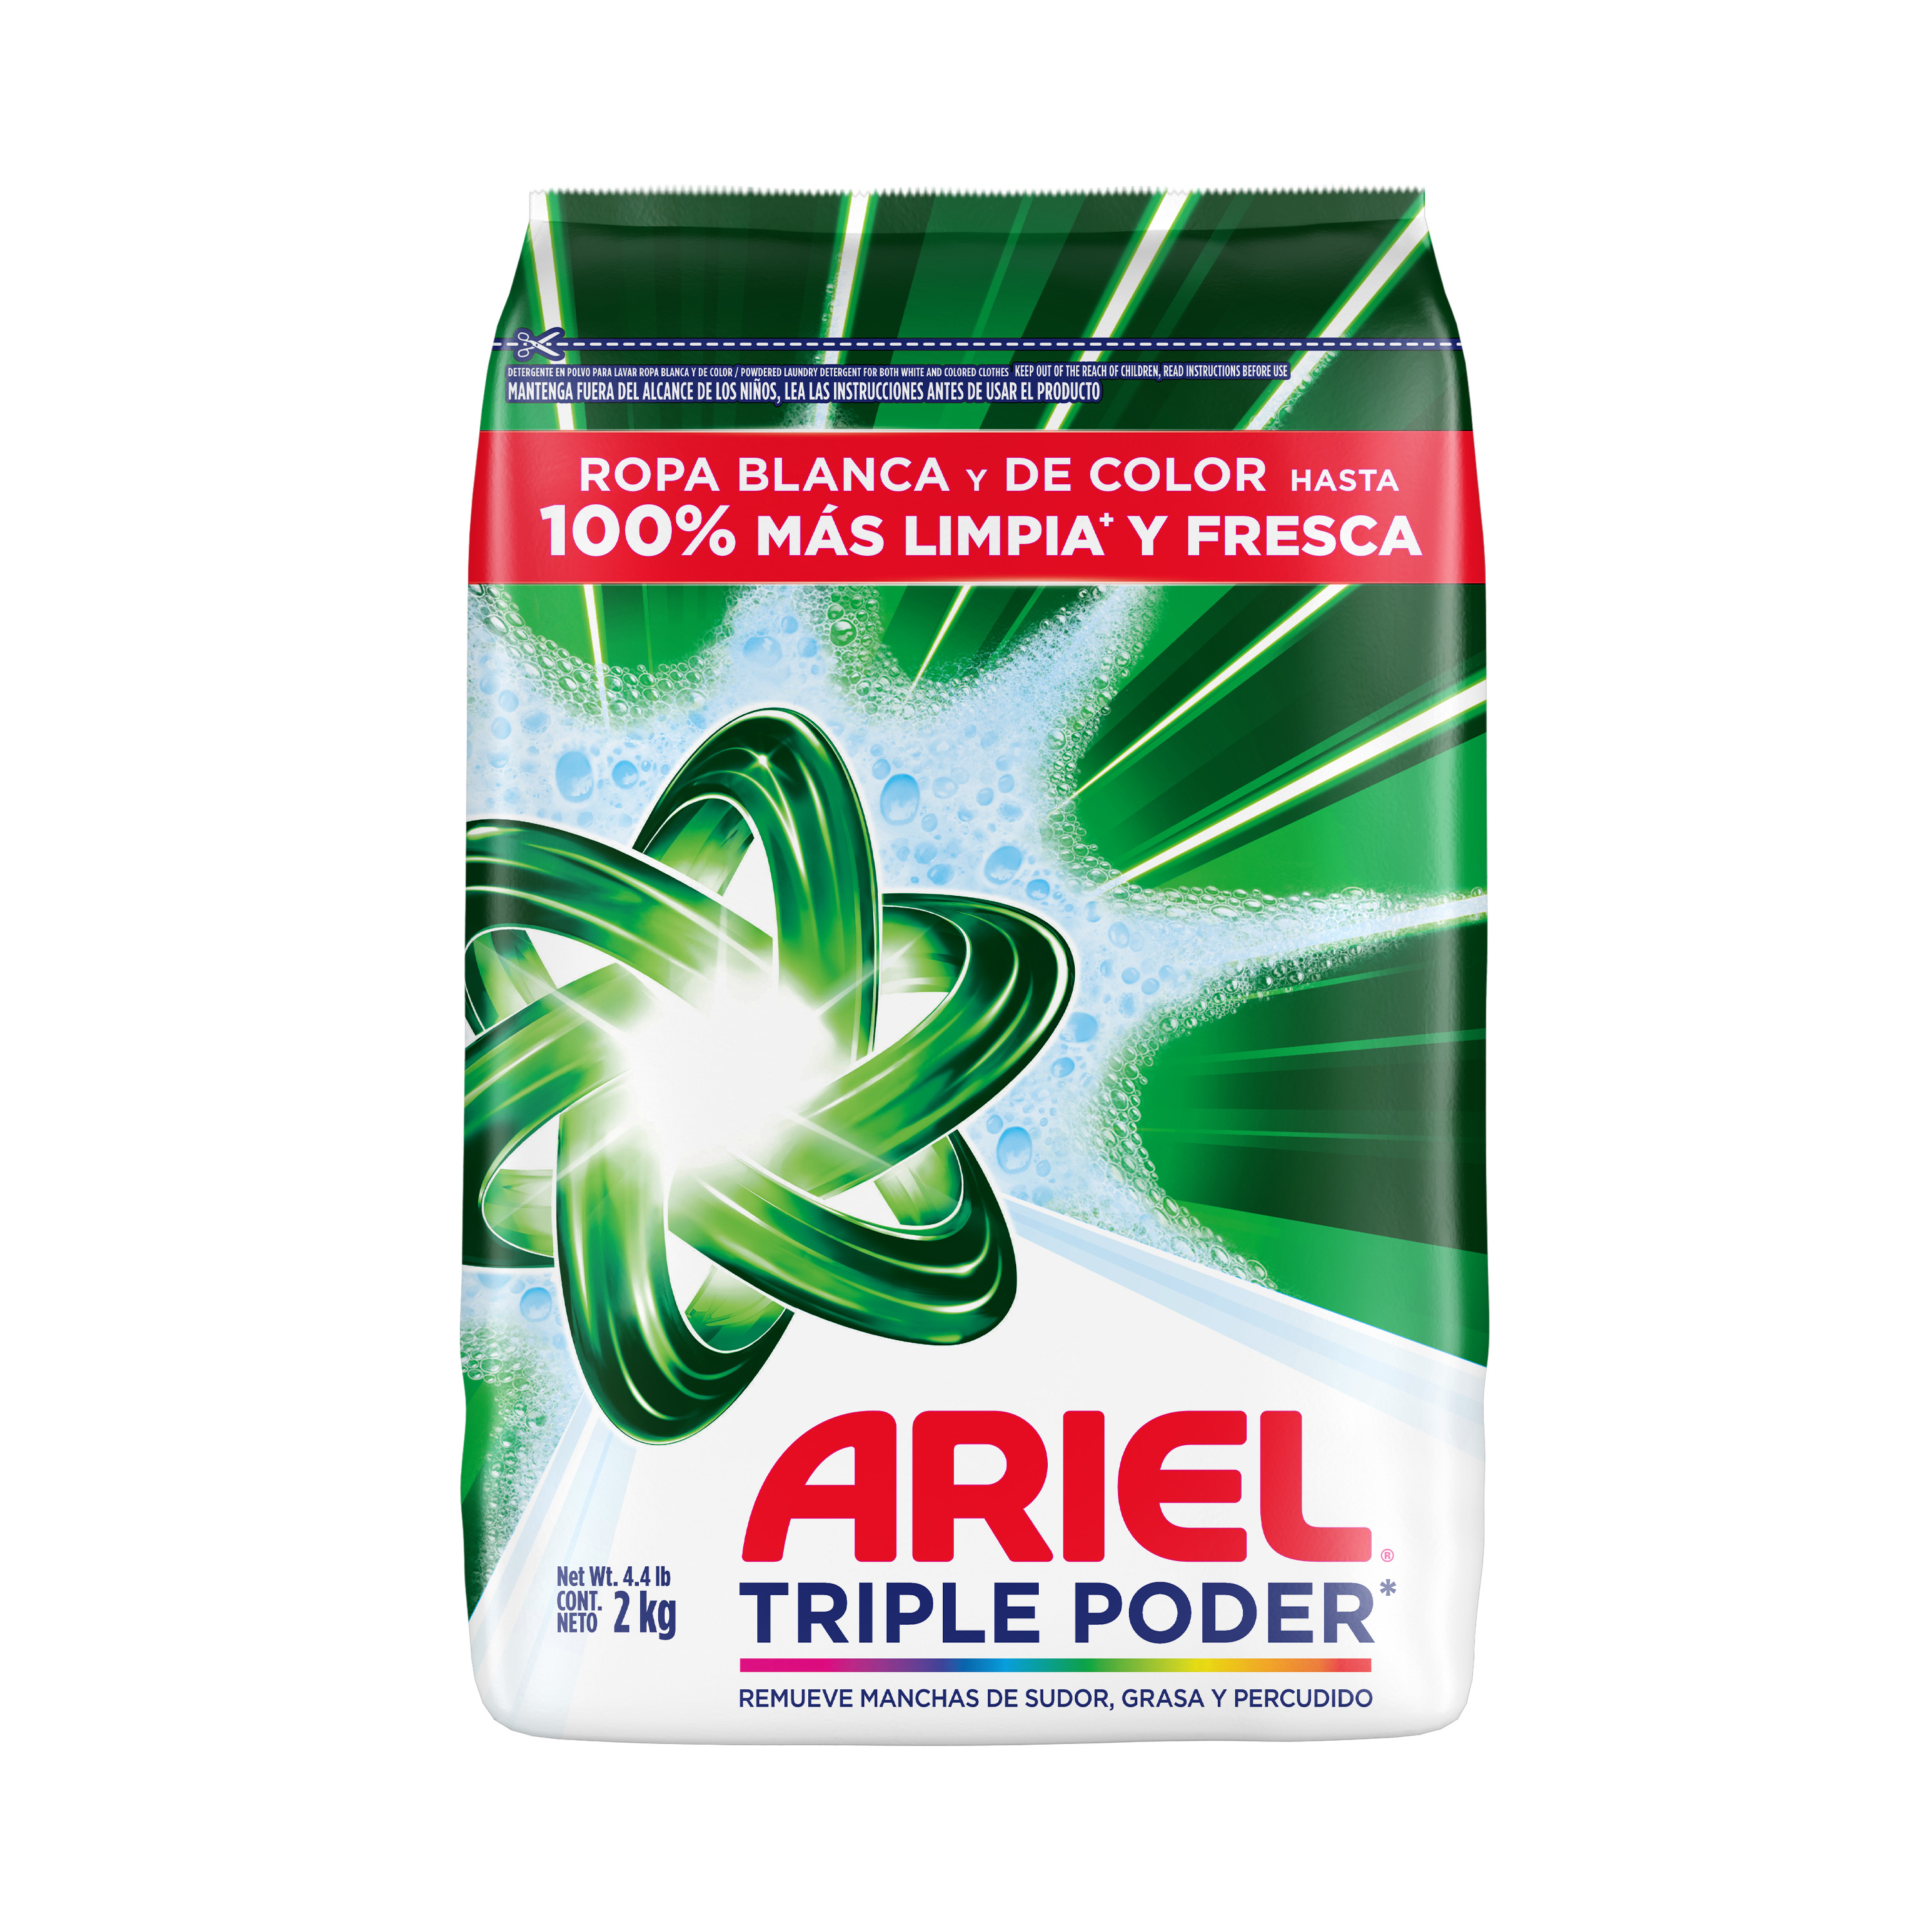 DETERGENTE EN POLVO PARA LAVAR ROPA BLANCA Y DE COLOR / POWDERED LAUNDRY DETERGENT FOR BOTH WHITE AND COLORED CLOTHES KEEP OUT OF THE REACH OF CHILDREN, READ INSTRUCTIONS BEFORE USE
MANTENGA FUERA DEL ALCANCE DE LOS NIÑOS, LEA LAS INSTRUCCIONES ANTES DE USAR EL PRODUCTO
ROPA BLANCA Y DE COLOR HASTA
100% MÁS LIMPIA+ Y FRESCA
ARIEL®
TRIPLE PODER*
REMUEVE MANCHAS DE SUDOR, GRASA Y PERCUDIDO
Net Wt. 4.4 lb
CONT. NETO 2 kg